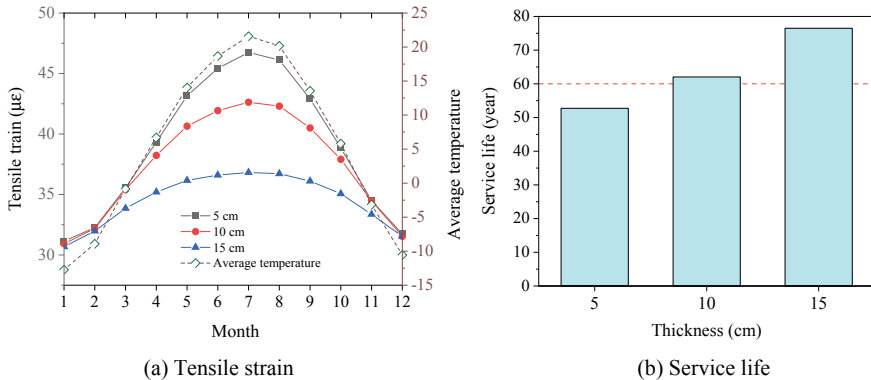 50
45
40
35
30
Tensile train (με)
25
20
15
10
5
0
-5
-10
-15
Average temperature
5 cm
10 cm
15 cm
Average temperature
1 2 3 4 5 6 7 8 9 10 11 12
Month
(a) Tensile strain
80
70
60
50
40
30
20
10
0
Service life (year)
5 10 15
Thickness (cm)
(b) Service life